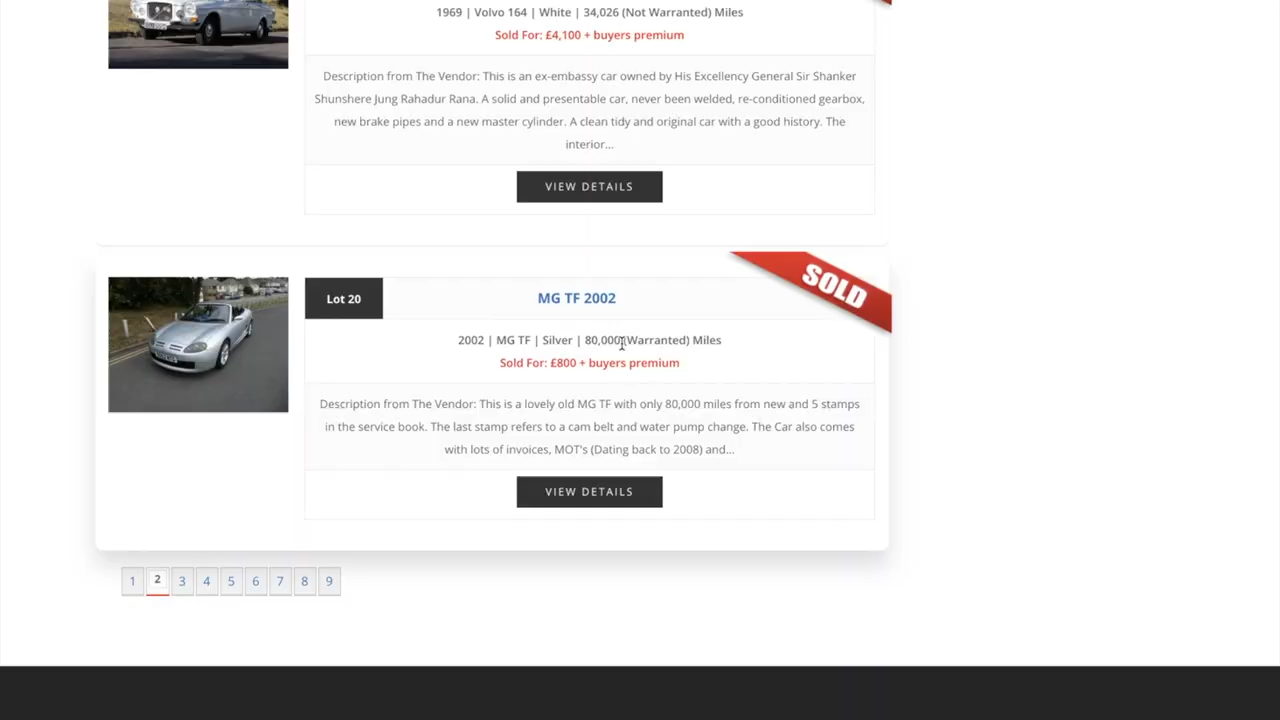 1969 | Volvo 164 | White | 34,026 (Not Warranted) Miles
Sold For: £4,100 + buyers premium
Description from The Vendor: This is an ex-embassy car owned by His Excellency General Sir Shanker
Shunshere Jung Rahadur Rana. A solid and presentable car, never been welded, re-conditioned gearbox,
new brake pipes and a new master cylinder. A clean tidy and original car with a good history. The
interior...
VIEW DETAILS
SOLD
Lot 20
MG TF 2002
2002 | MG TF | Silver | 80,000(Warranted) Miles
Sold For: £800 + buyers premium
Description from The Vendor: This is a lovely old MG TF with only 80,000 miles from new and 5 stamps
in the service book. The last stamp refers to a cam belt and water pump change. The Car also comes
with lots of invoices, MOT's (Dating back to 2008) and...
VIEW DETAILS
1 2 3 4 5 6 7 8 9